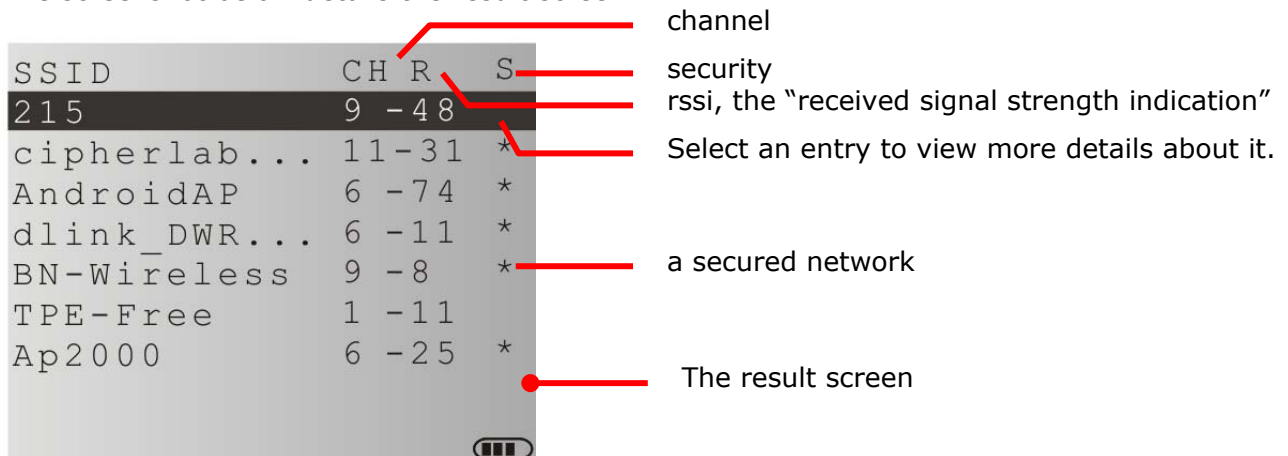 channel
SSID CH R S
security
215 9 -48
rssi, the “received signal strength indication”
cipherlab... 11-31 *
Select an entry to view more details about it.
AndroidAP 6 -74 *
dlink_DWR... 6 -11 *
BN-Wireless 9 -8 *
a secured network
TPE-Free 1 -11
Ap2000 6 -25 *
The result screen